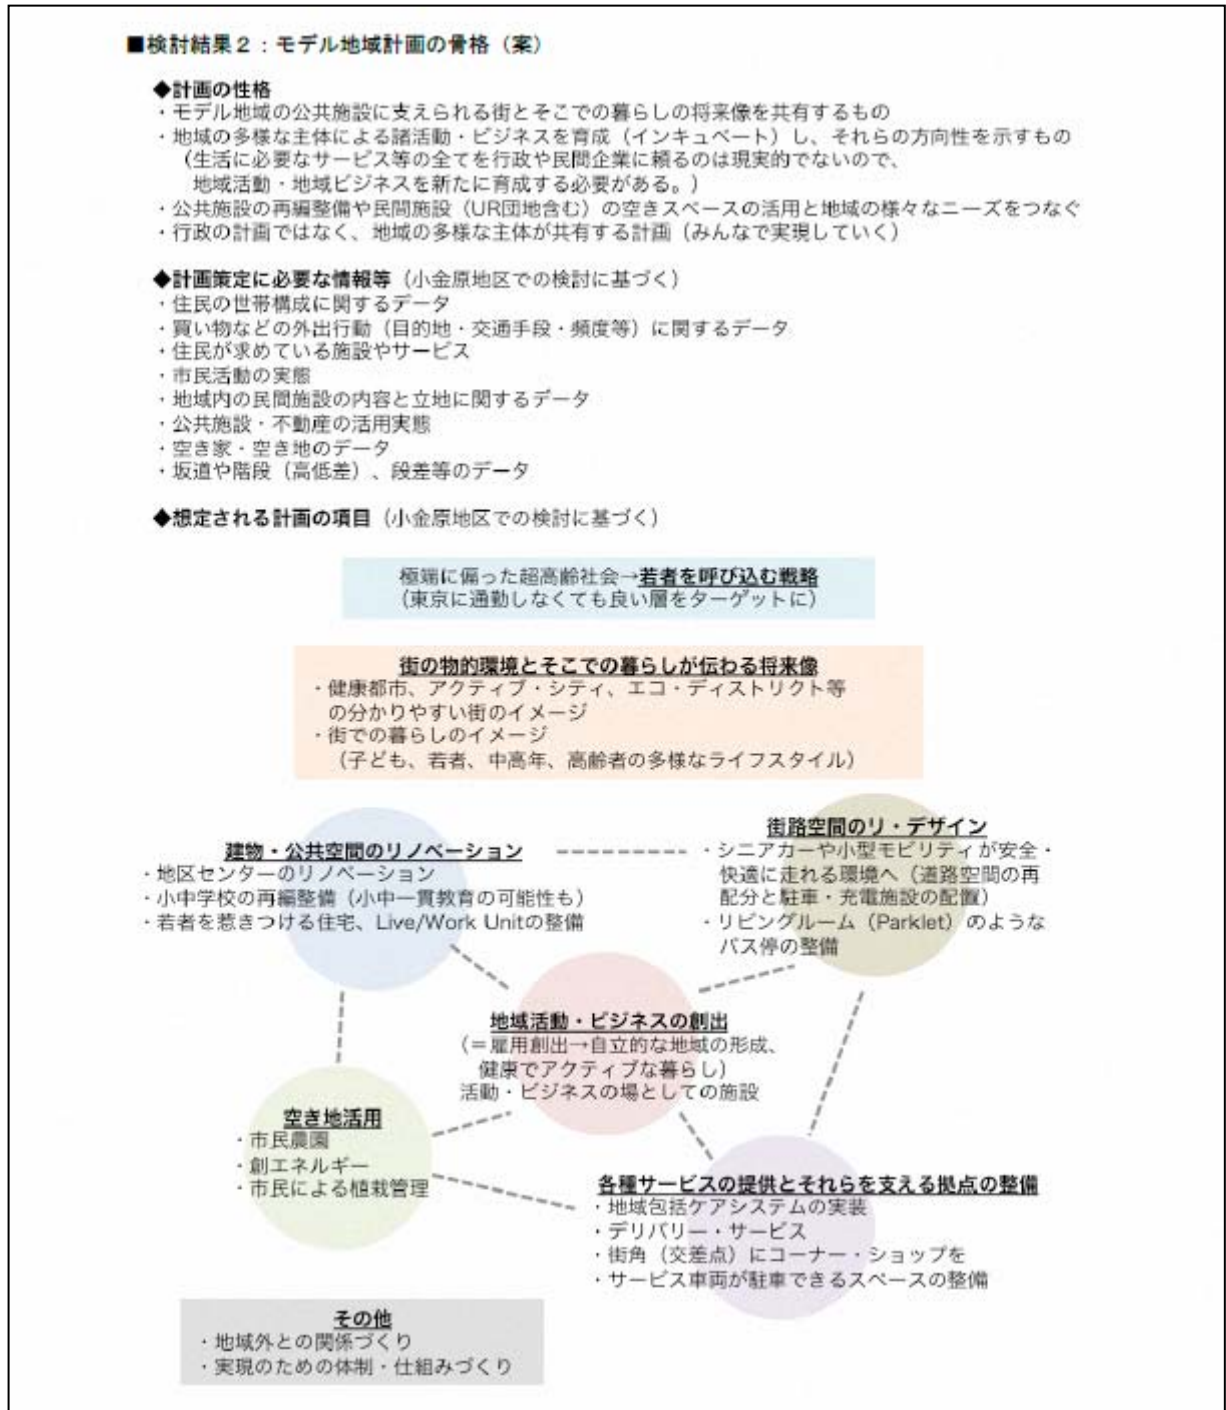 ■検討結果２：モデル地域計画の骨格（案）
◆計画の性格
・モデル地域の公共施設に支えられる街とそこでの暮らしの将来像を共有するもの
・地域の多様な主体による諸活動・ビジネスを育成（インキュベート）し、それらの方向性を示すもの
（生活に必要なサービス等の全てを行政や民間企業に頼るのは現実的でないので、
地域活動・地域ビジネスを新たに育成する必要がある。）
・公共施設の再編整備や民間施設（UR団地含む）の空きスペースの活用と地域の様々なニーズをつなぐ
・行政の計画ではなく、地域の多様な主体が共有する計画（みんなで実現していく）
◆計画策定に必要な情報等（小金原地区での検討に基づく）
・住民の世帯構成に関するデータ
・買い物などの外出行動（目的地・交通手段・頻度等）に関するデータ
・住民が求めている施設やサービス
・市民活動の実態
・地域内の民間施設の内容と立地に関するデータ
・公共施設・不動産の活用実態
・空き家・空き地のデータ
・坂道や階段（高低差）、段差等のデータ
◆想定される計画の項目（小金原地区での検討に基づく）
極端に偏った超高齢社会→若者を呼び込む戦略
（東京に通勤しなくても良い層をターゲットに）
街の物的環境とそこでの暮らしが伝わる将来像
・健康都市、アクティブ・シティ、エコ・ディストリクト等
の分かりやすい街のイメージ
・街での暮らしのイメージ
（子ども、若者、中高年、高齢者の多様なライフスタイル）
建物・公共空間のリノベーション
・地区センターのリノベーション
・小中学校の再編整備（小中一貫教育の可能性も）
・若者を惹きつける住宅、Live/Work Unitの整備
街路空間のリ・デザイン
・シニアカーや小型モビリティが安全・
快適に走れる環境へ（道路空間の再
配分と駐車・充電施設の配置）
・リビングルーム（Parklet）のような
バス停の整備
地域活動・ビジネスの創出
（＝雇用創出→自立的な地域の形成、
健康でアクティブな暮らし）
活動・ビジネスの場としての施設
空き地活用
・市民農園
・創エネルギー
・市民による植栽管理
各種サービスの提供とそれらを支える拠点の整備
・地域包括ケアシステムの実装
・デリバリー・サービス
・街角（交差点）にコーナー・ショップを
・サービス車両が駐車できるスペースの整備
その他
・地域外との関係づくり
・実現のための体制・仕組みづくり